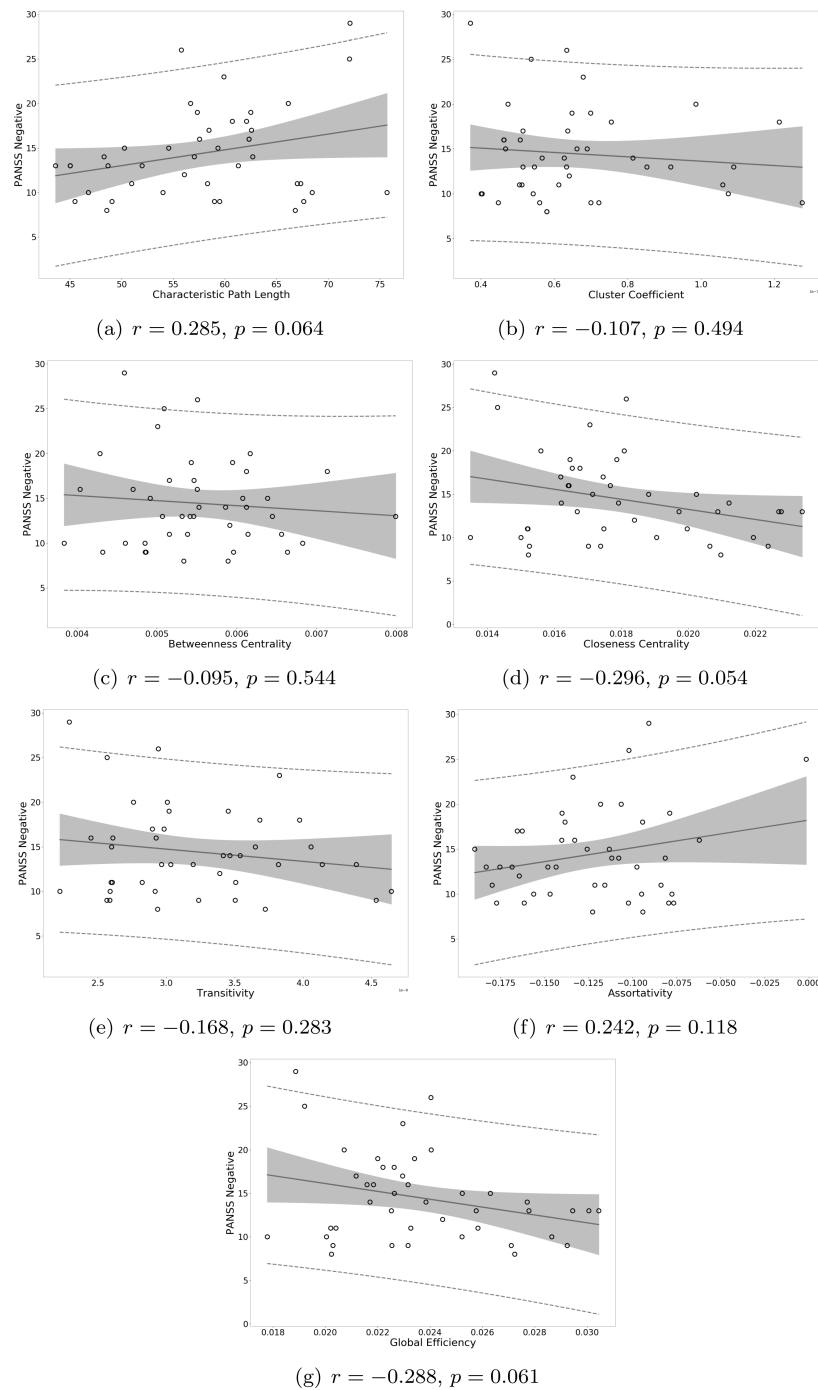 30
25
20
15
10
5
PANSS Negative
45 50 55 60 65 70 75
Characteristic Path Length
(a) r = 0.285, p = 0.064
30
25
20
15
10
5
PANSS Negative
0.4 0.6 0.8 1.0 1.2
Cluster Coefficient
(b) r = −0.107, p = 0.494
30
25
20
15
10
5
PANSS Negative
0.004 0.005 0.006 0.007 0.008
Betweenness Centrality
(c) r = −0.095, p = 0.544
30
25
20
15
10
5
0
PANSS Negative
0.014 0.016 0.018 0.020 0.022
Closeness Centrality
(d) r = −0.296, p = 0.054
30
25
20
15
10
5
PANSS Negative
2.5 3.0 3.5 4.0 4.5
Transitivity
(e) r = −0.168, p = 0.283
30
25
20
15
10
5
PANSS Negative
−0.175 −0.150 −0.125 −0.100 −0.075 −0.050 −0.025 0.000
Assortativity
(f) r = 0.242, p = 0.118
30
25
20
15
10
5
0
PANSS Negative
0.018 0.020 0.022 0.024 0.026 0.028 0.030
Global Efficiency
(g) r = −0.288, p = 0.061